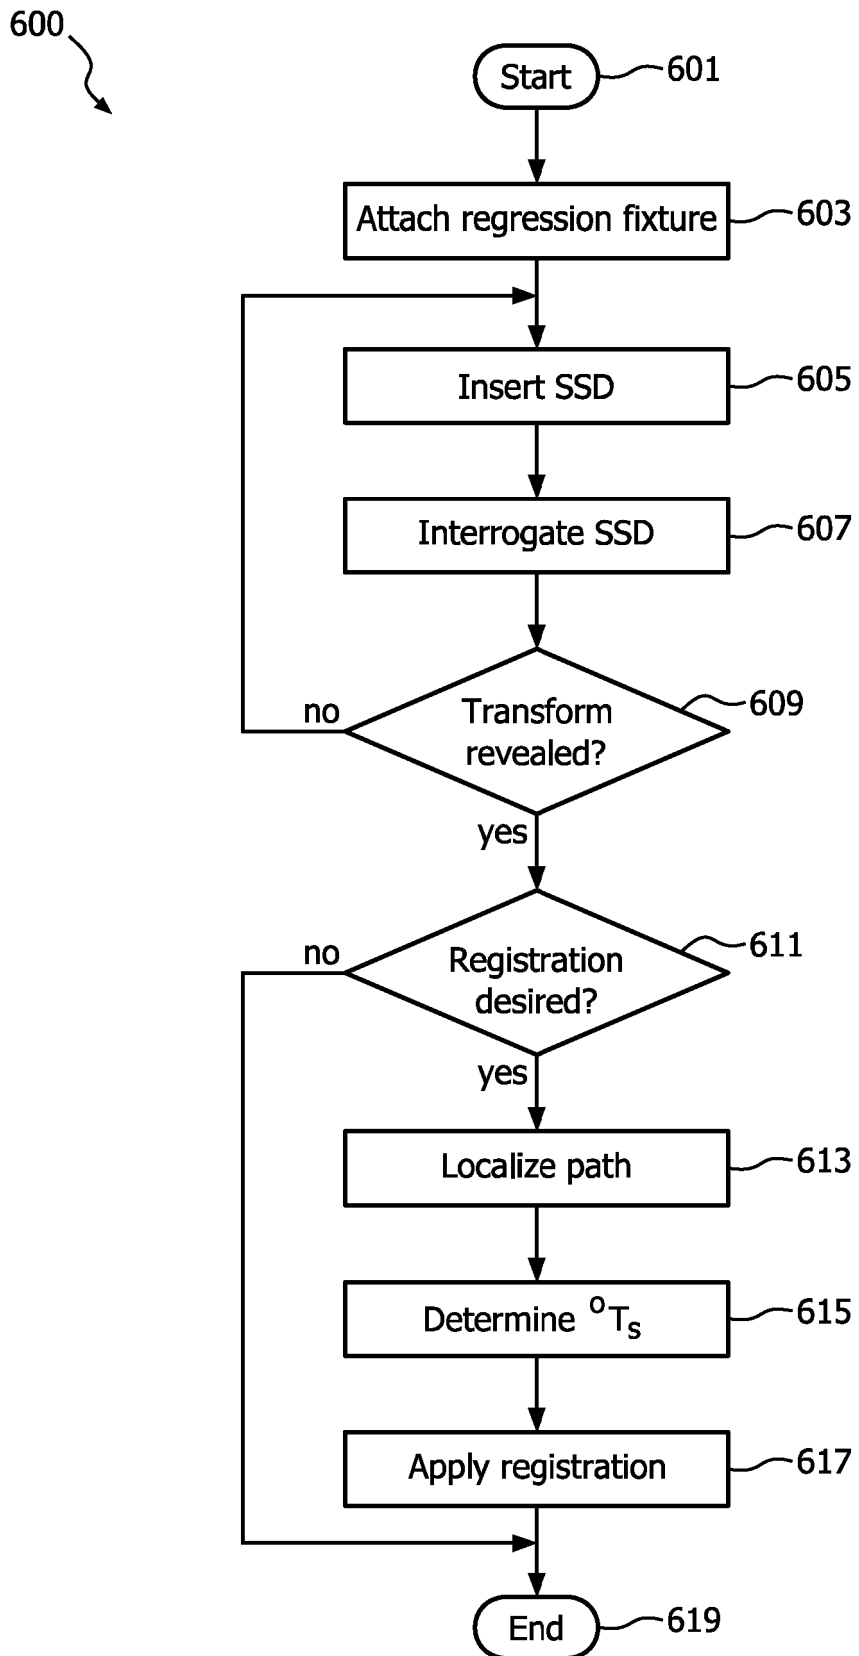 600
Start
601
Attach regression fixture
603
Insert SSD
605
Interrogate SSD
607
Transform
revealed?
609
no
yes
Registration
desired?
611
no
yes
Localize path
613
Determine ᴼTₛ
615
Apply registration
617
End
619